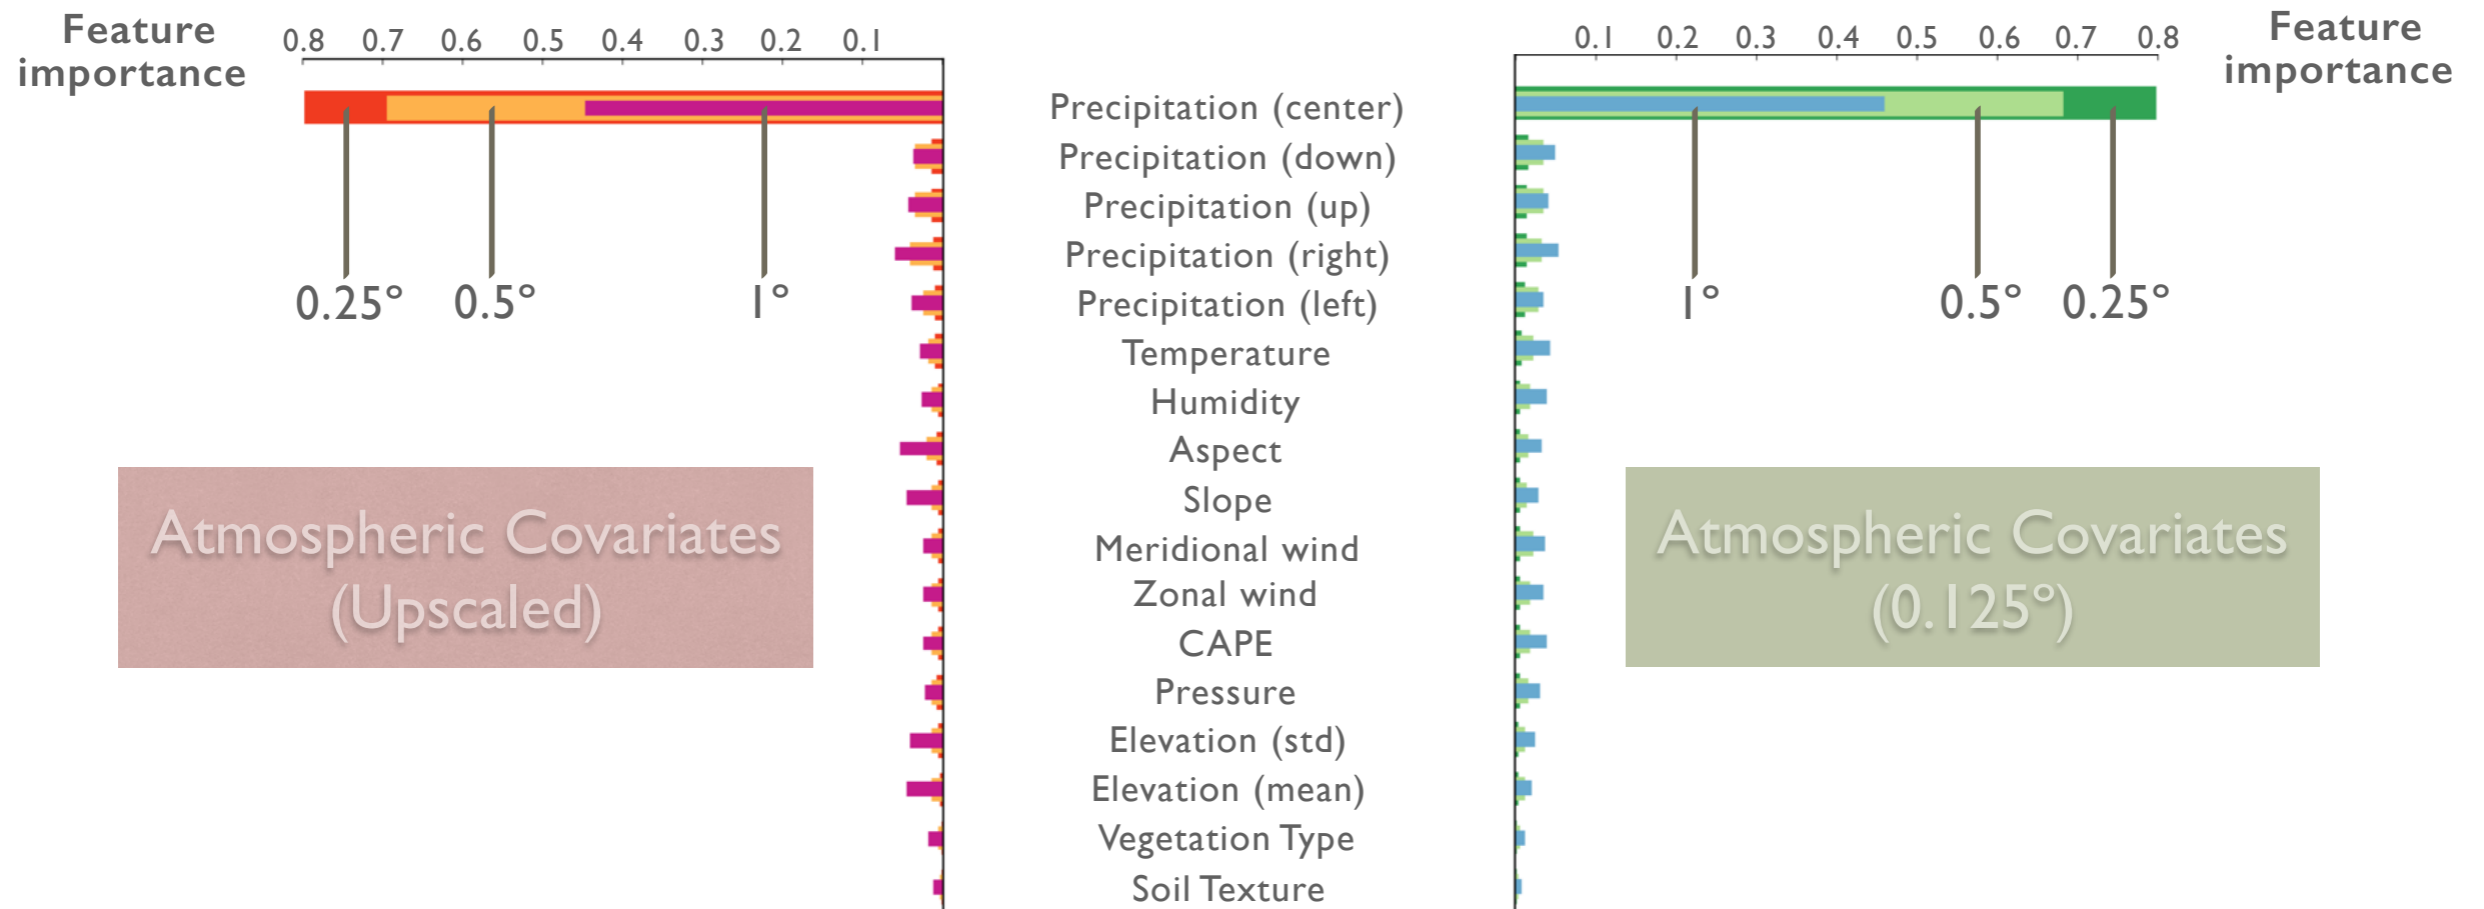 Feature
importance
0.8 0.7 0.6 0.5 0.4 0.3 0.2 0.1
0.1 0.2 0.3 0.4 0.5 0.6 0.7 0.8
Feature
importance
Precipitation (center)
Precipitation (down)
Precipitation (up)
Precipitation (right)
Precipitation (left)
Temperature
Humidity
Aspect
Slope
Meridional wind
Zonal wind
CAPE
Pressure
Elevation (std)
Elevation (mean)
Vegetation Type
Soil Texture
0.25° 0.5° 1°
1° 0.5° 0.25°
Atmospheric Covariates
(Upscaled)
Atmospheric Covariates
(0.125°)